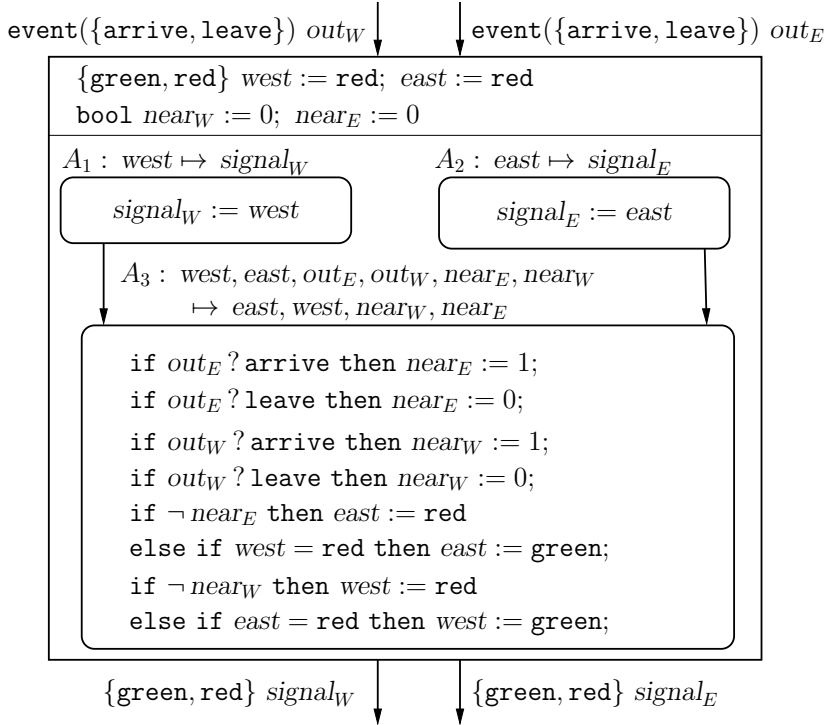 event({arrive, leave}) out_W event({arrive, leave}) out_E
{green, red} west := red; east := red
bool near_W := 0; near_E := 0
A_1 : west ↦ signal_W A_2 : east ↦ signal_E
signal_W := west signal_E := east
A_3 : west, east, out_E, out_W, near_E, near_W
↦ east, west, near_W, near_E
if out_E ? arrive then near_E := 1;
if out_E ? leave then near_E := 0;
if out_W ? arrive then near_W := 1;
if out_W ? leave then near_W := 0;
if ¬ near_E then east := red
else if west = red then east := green;
if ¬ near_W then west := red
else if east = red then west := green;
{green, red} signal_W {green, red} signal_E